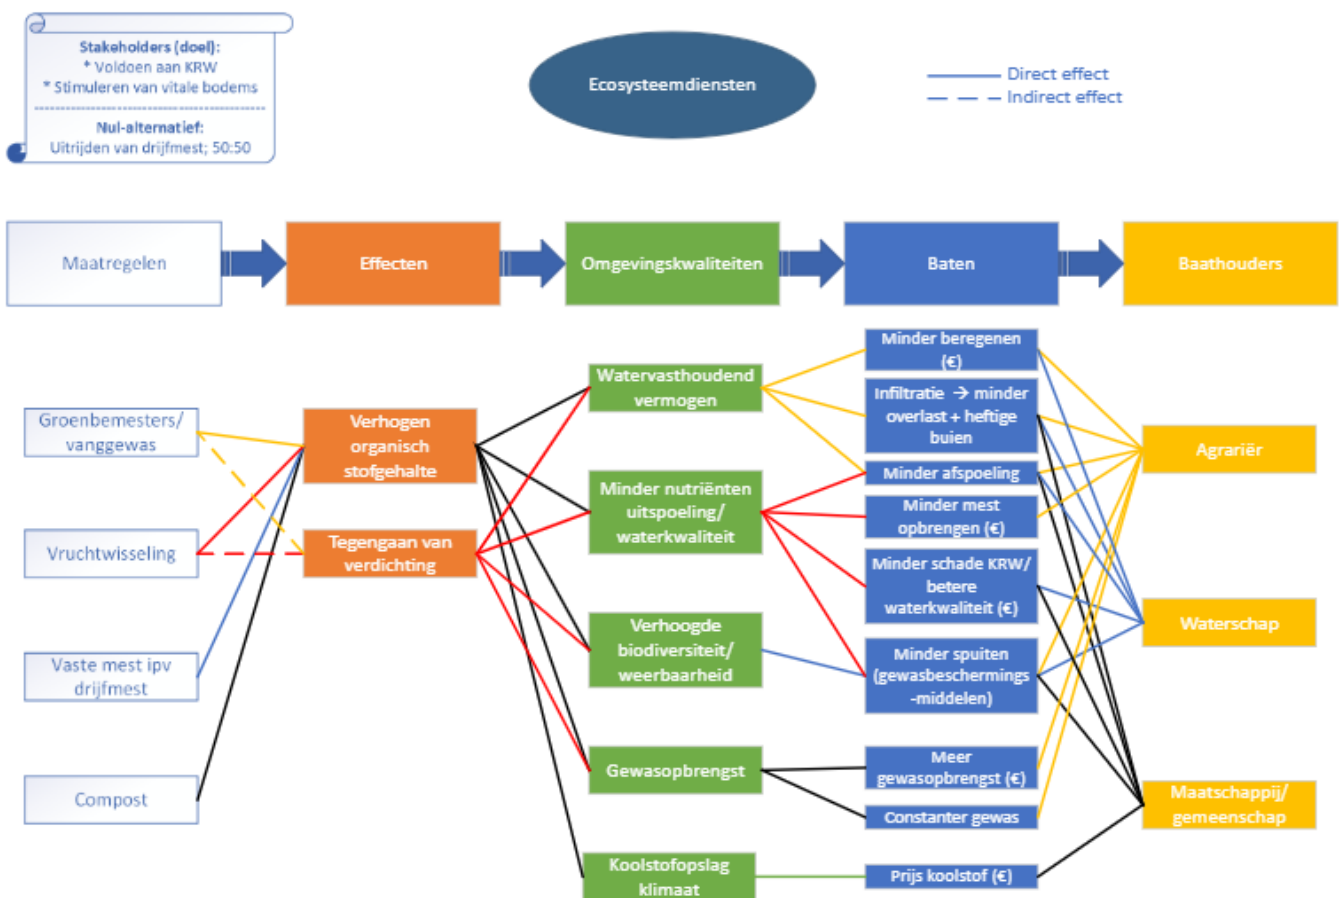 Stakeholders (doel):
* Voldoen aan KRW
* Stimuleren van vitale bodems
Nul-alternatief:
Uitrijden van drijfmest; 50:50
Ecosysteemdiensten
Direct effect
Indirect effect
Maatregelen
Effecten
Omgevingskwaliteiten
Baten
Baathouders
Groenbemesters/
vanggewas
Vruchtwisseling
Vaste mest ipv
drijfmest
Compost
Verhogen
organisch
stofgehalte
Tegengaan van
verdichting
Watervasthoudend
vermogen
Minder nutriënten
uitspoeling/
waterkwaliteit
Verhoogde
biodiversiteit/
weerbaarheid
Gewasopbrengst
Koolstofopslag
klimaat
Minder beregenen
(€)
Infiltratie → minder
overlast + heftige
buien
Minder afspoeling
Minder mest
opbrengen (€)
Minder schade KRW/
betere
waterkwaliteit (€)
Minder spuiten
(gewasbeschermings
-middelen)
Meer
gewasopbrengst (€)
Constanter gewas
Prijs koolstof (€)
Agrariër
Waterschap
Maatschappij/
gemeenschap